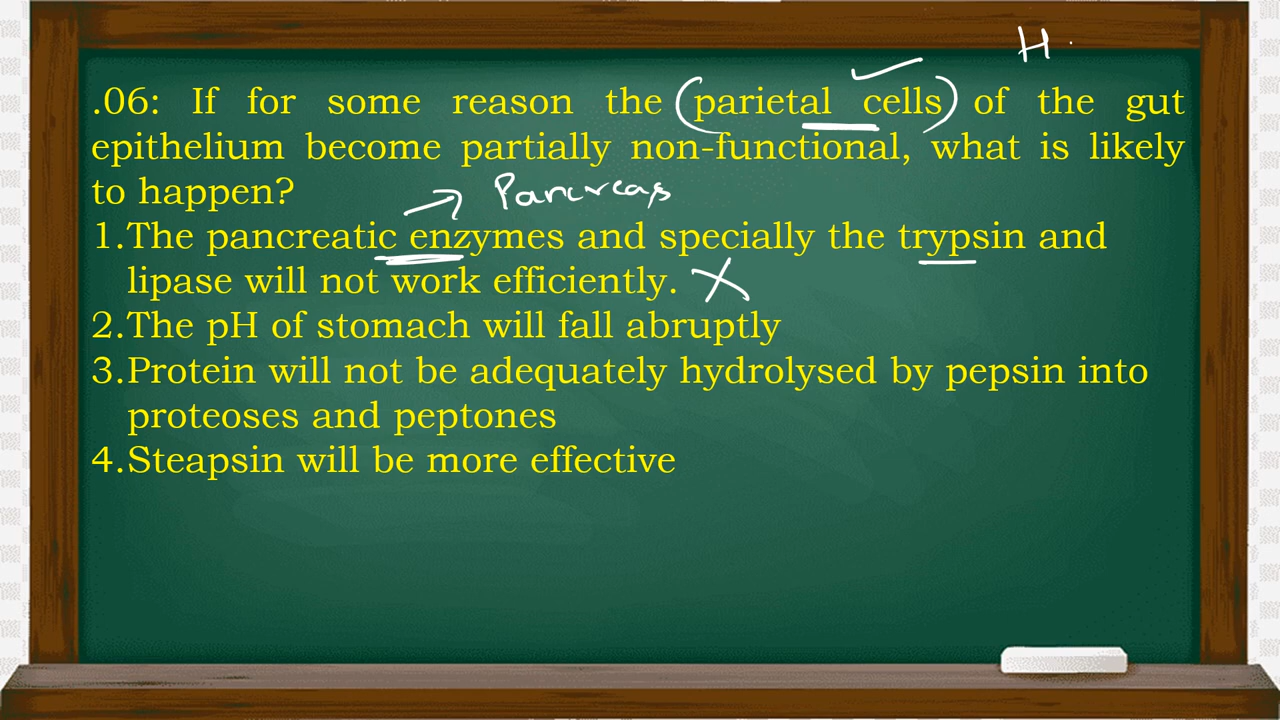 H
.06: If for some reason the (parietal cells) of the gut
epithelium become partially non-functional, what is likely
to happen?
→ Pancreas
1.The pancreatic enzymes and specially the trypsin and
lipase will not work efficiently. X
2.The pH of stomach will fall abruptly
3.Protein will not be adequately hydrolysed by pepsin into
proteoses and peptones
4.Steapsin will be more effective